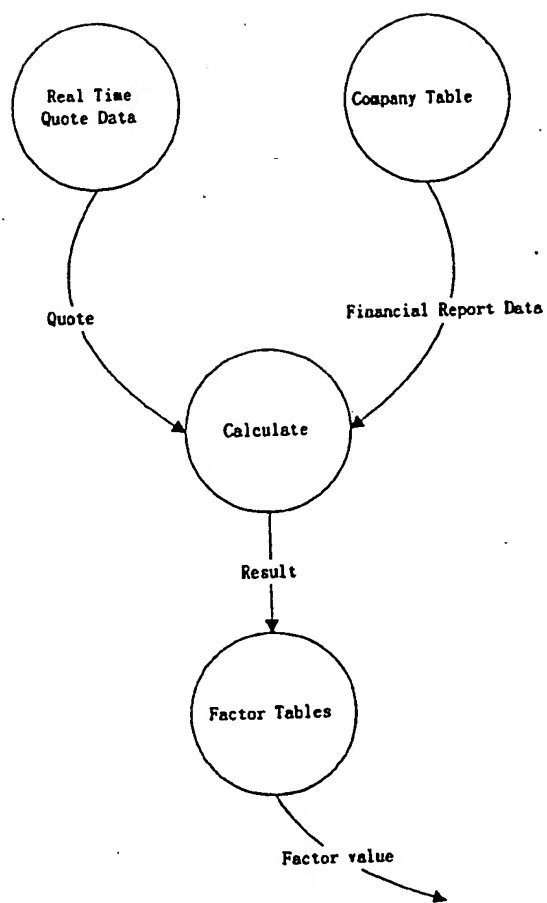 Real Time
Quote Data
Company Table
Quote
Financial Report Data
Calculate
Result
Factor Tables
Factor value